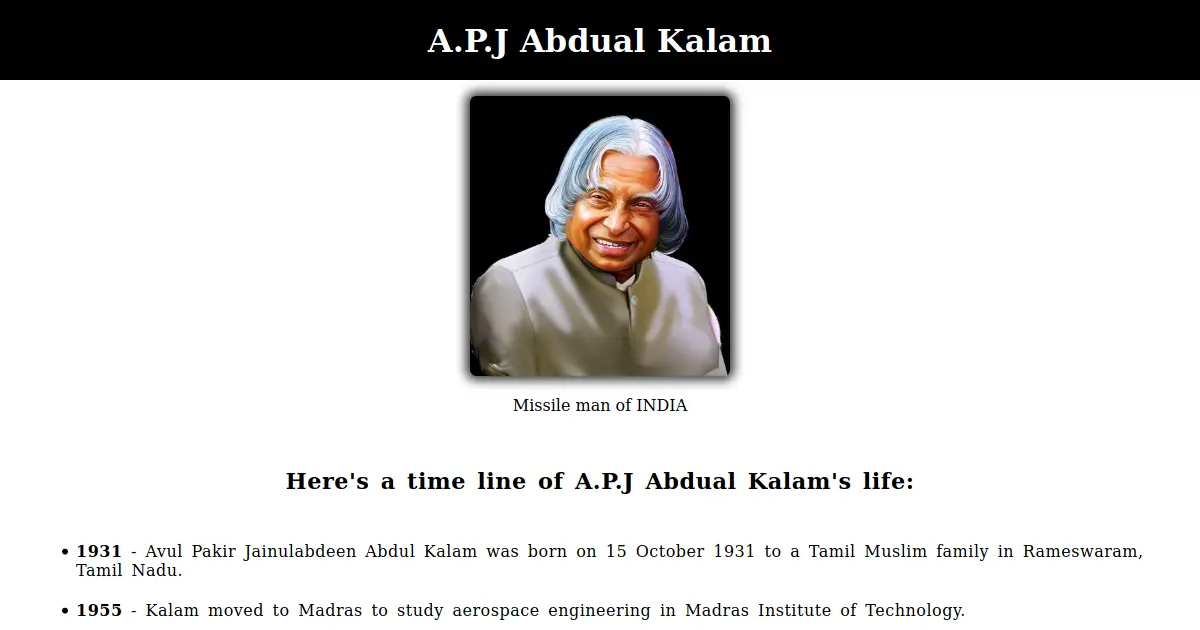 A.P.J Abdual Kalam
Missile man of INDIA
Here's a time line of A.P.J Abdual Kalam's life:
• 1931 - Avul Pakir Jainulabdeen Abdul Kalam was born on 15 October 1931 to a Tamil Muslim family in Rameswaram,
Tamil Nadu.
• 1955 - Kalam moved to Madras to study aerospace engineering in Madras Institute of Technology.